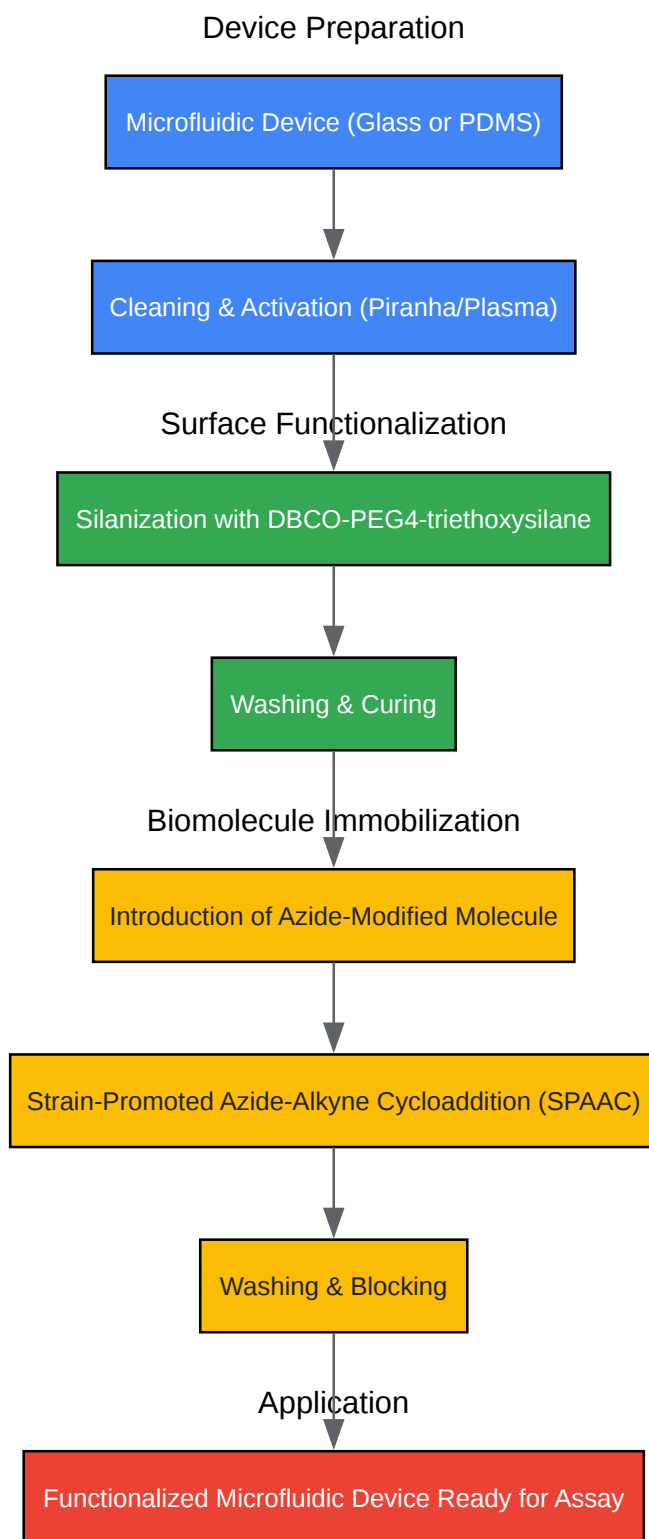 Device Preparation
Microfluidic Device (Glass or PDMS)
Cleaning & Activation (Piranha/Plasma)
Surface Functionalization
Silanization with DBCO-PEG4-triethoxysilane
Washing & Curing
Biomolecule Immobilization
Introduction of Azide-Modified Molecule
Strain-Promoted Azide-Alkyne Cycloaddition (SPAAC)
Washing & Blocking
Application
Functionalized Microfluidic Device Ready for Assay